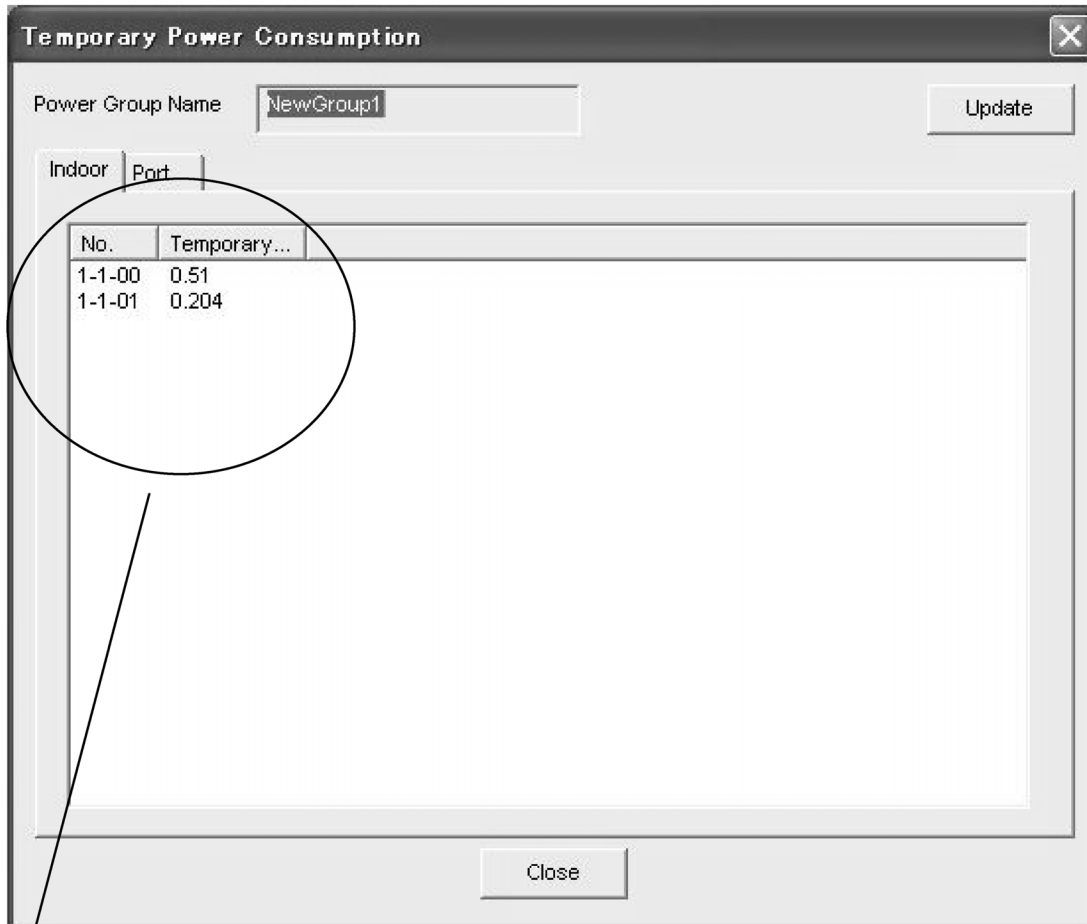 Temporary Power Consumption
Power Group Name NewGroup1 Update
Indoor Port
No. Temporary...
1-1-00 0.51
1-1-01 0.204
Close